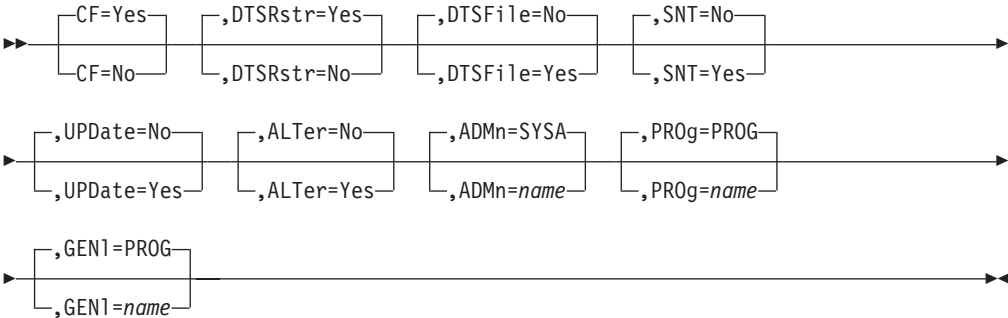 CF=Yes ,DTSRstr=Yes ,DTSFile=No ,SNT=No
CF=No ,DTSRstr=No ,DTSFile=Yes ,SNT=Yes
,UPDate=No ,ALTer=No ,ADMn=SYSA ,PROg=PROG
,UPDate=Yes ,ALTer=Yes ,ADMn=name ,PROg=name
,GENl=PROG
,GENl=name